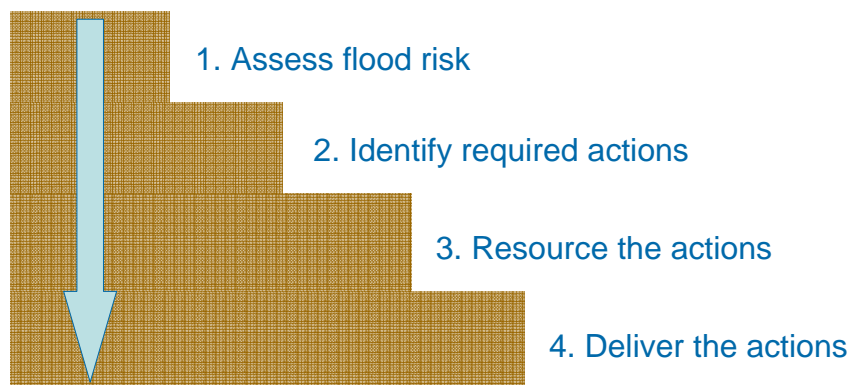 1. Assess flood risk
2. Identify required actions
3. Resource the actions
4. Deliver the actions